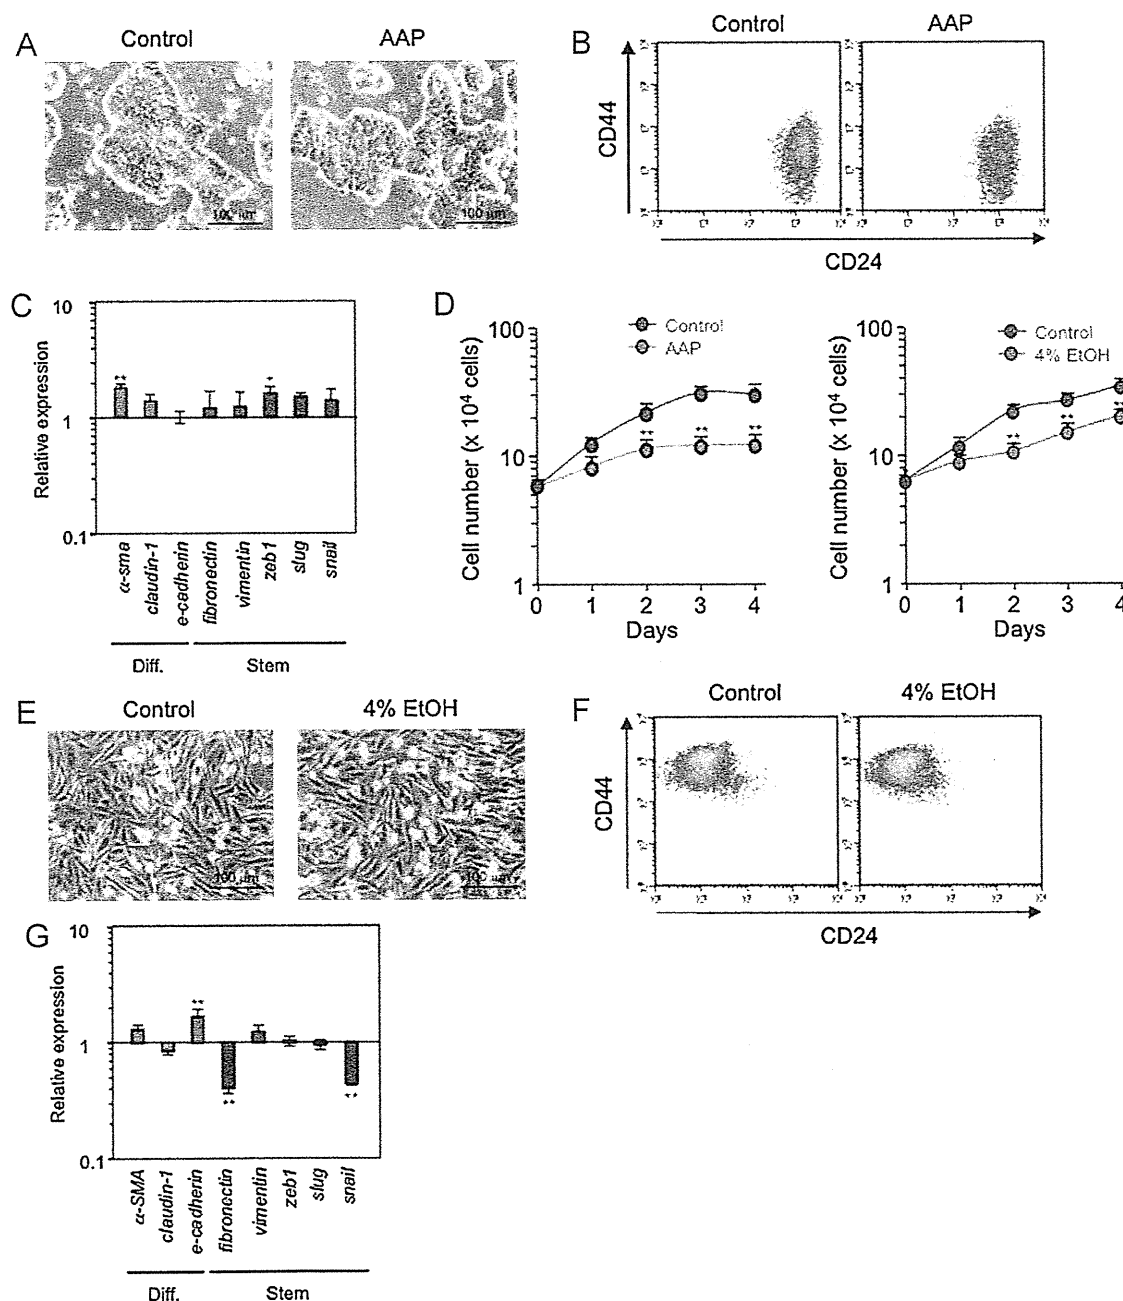 A
Control
AAP
100 µm
100 µm
B
Control
AAP
CD44
CD24
C
Relative expression
10
1
0.1
**
*
α-sma
claudin-1
e-cadherin
fibronectin
vimentin
zeb1
slug
snail
Diff.
Stem
D
Cell number (x 10⁴ cells)
100
10
1
Control
AAP
** ** **
0 1 2 3 4
Days
Cell number (x 10⁴ cells)
100
10
1
Control
4% EtOH
** ** **
0 1 2 3 4
Days
E
Control
4% EtOH
100 µm
100 µm
F
Control
4% EtOH
CD44
CD24
G
Relative expression
10
1
0.1
**
**
**
α-SMA
claudin-1
e-cadherin
fibronectin
vimentin
zeb1
slug
snail
Diff.
Stem